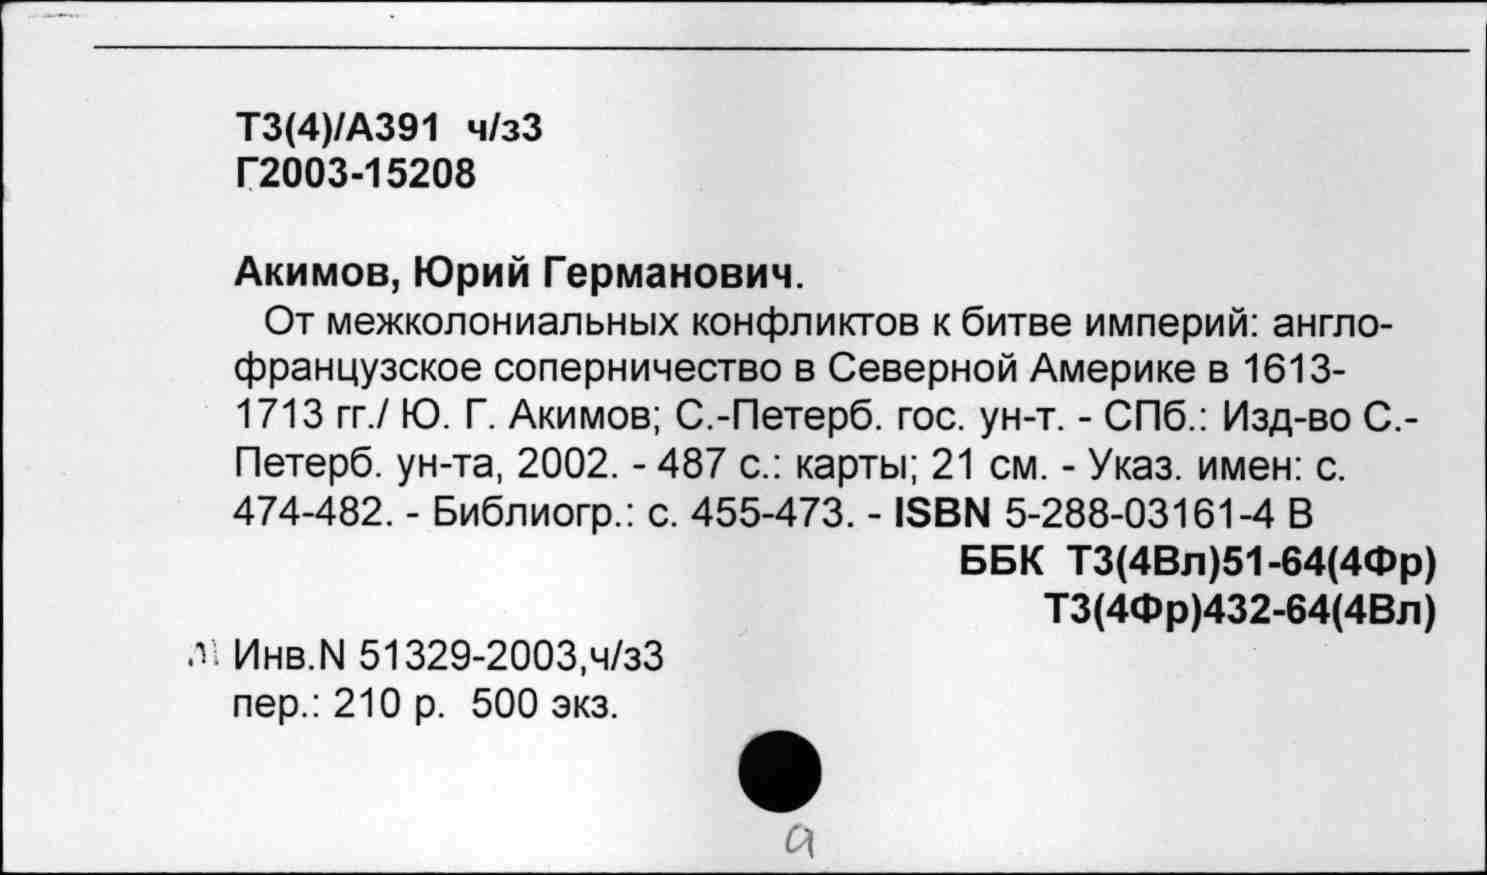 Т3(4)/А391 ч/з3
Г2003-15208
Акимов, Юрий Германович.
От межколониальных конфликтов к битве империй: англо-
французское соперничество в Северной Америке в 1613-
1713 гг./ Ю. Г. Акимов; С.-Петерб. гос. ун-т. - СПб.: Изд-во С.-
Петерб. ун-та, 2002. - 487 с.: карты; 21 см. - Указ. имен: с.
474-482. - Библиогр.: с. 455-473. - ISBN 5-288-03161-4 В
ББК Т3(4Вл)51-64(4Фр)
Т3(4Фр)432-64(4Вл)
Инв.N 51329-2003,ч/з3
пер.: 210 р. 500 экз.